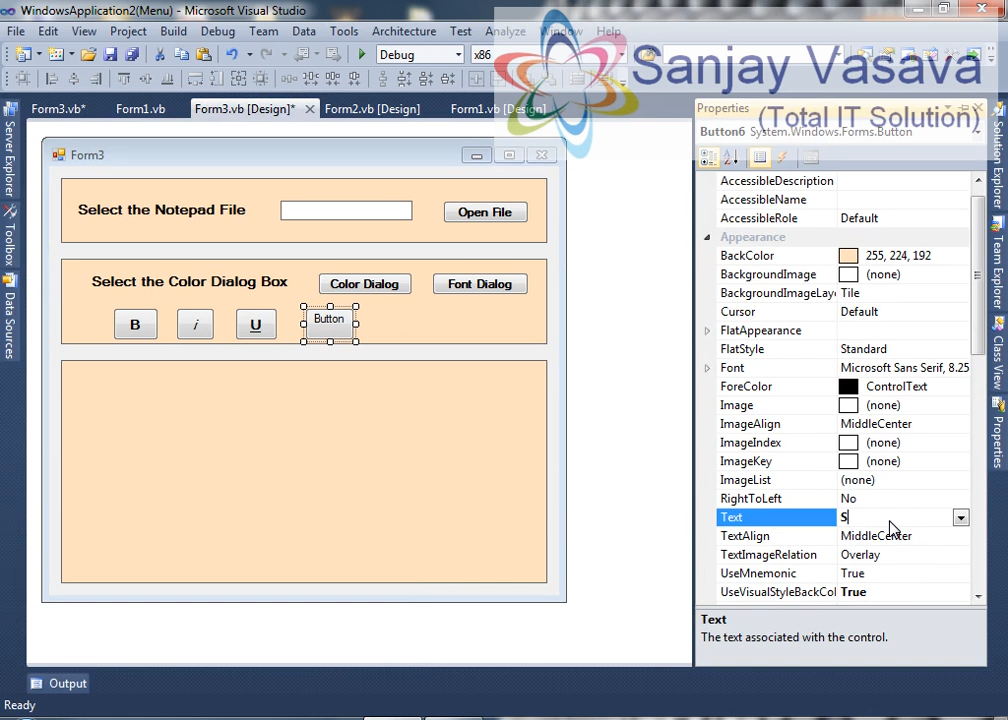 WindowsApplication2(Menu) - Microsoft Visual Studio
File Edit View Project Build Debug Team Data Tools Architecture Test Analyze Window Help
Debug x86
Sanjay Vasava
(Total IT Solution)
Form3.vb* Form1.vb Form3.vb [Design]* Form2.vb [Design] Form1.vb [Design]
Server Explorer
Toolbox
Data Sources
Form3
Select the Notepad File Open File
Select the Color Dialog Box Color Dialog Font Dialog
B i U Button
Properties
Button6 System.Windows.Forms.Button
AccessibleDescription
AccessibleName
AccessibleRole Default
Appearance
BackColor 255, 224, 192
BackgroundImage (none)
BackgroundImageLayo Tile
Cursor Default
FlatAppearance
FlatStyle Standard
Font Microsoft Sans Serif, 8.25
ForeColor ControlText
Image (none)
ImageAlign MiddleCenter
ImageIndex (none)
ImageKey (none)
ImageList (none)
RightToLeft No
Text S
TextAlign MiddleCenter
TextImageRelation Overlay
UseMnemonic True
UseVisualStyleBackCol True
Text
The text associated with the control.
Solution Explorer
Team Explorer
Class View
Properties
Output
Ready